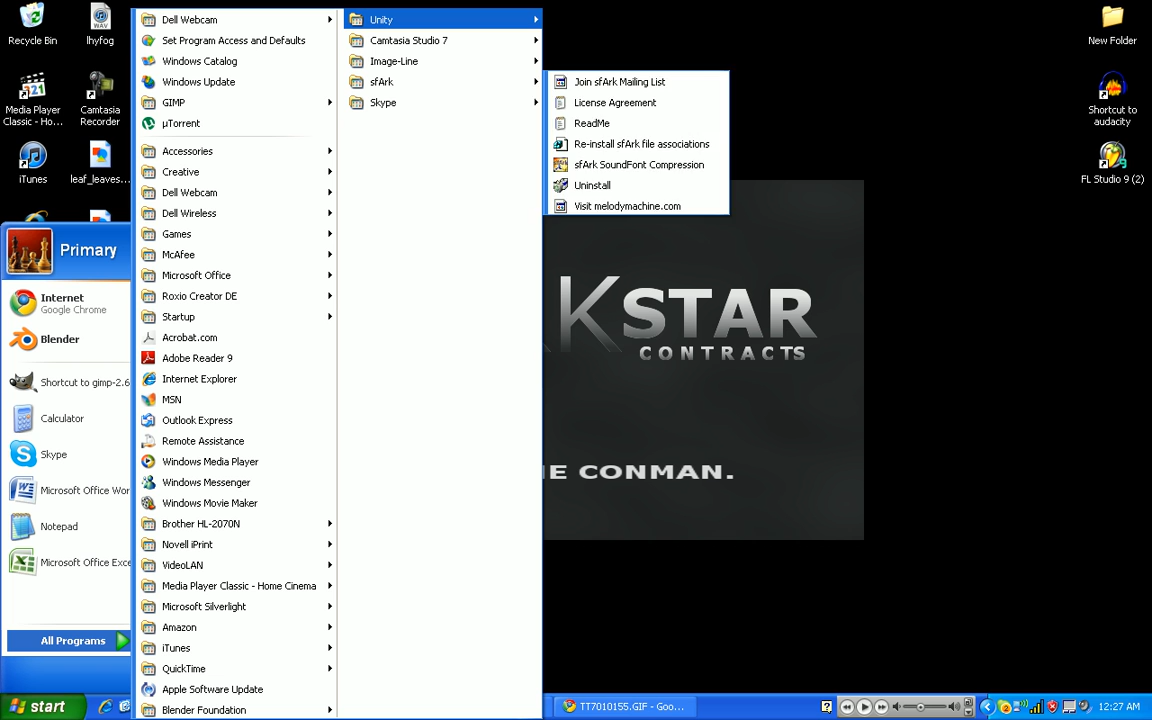 Recycle Bin
lhyfog
Media Player
Classic - Ho...
Camtasia
Recorder
iTunes
leaf_leaves...
Primary
Internet
Google Chrome
Blender
Shortcut to gimp-2.6
Calculator
Skype
Microsoft Office Wor
Notepad
Microsoft Office Exce
All Programs
Dell Webcam
Set Program Access and Defaults
Windows Catalog
Windows Update
GIMP
µTorrent
Accessories
Creative
Dell Webcam
Dell Wireless
Games
McAfee
Microsoft Office
Roxio Creator DE
Startup
Acrobat.com
Adobe Reader 9
Internet Explorer
MSN
Outlook Express
Remote Assistance
Windows Media Player
Windows Messenger
Windows Movie Maker
Brother HL-2070N
Novell iPrint
VideoLAN
Media Player Classic - Home Cinema
Microsoft Silverlight
Amazon
iTunes
QuickTime
Apple Software Update
Blender Foundation
Unity
Camtasia Studio 7
Image-Line
sfArk
Skype
Join sfArk Mailing List
License Agreement
ReadMe
Re-install sfArk file associations
sfArk SoundFont Compression
Uninstall
Visit melodymachine.com
KSTAR
CONTRACTS
E CONMAN.
New Folder
Shortcut to
audacity
FL Studio 9 (2)
start
TT7010155.GIF - Goo...
12:27 AM